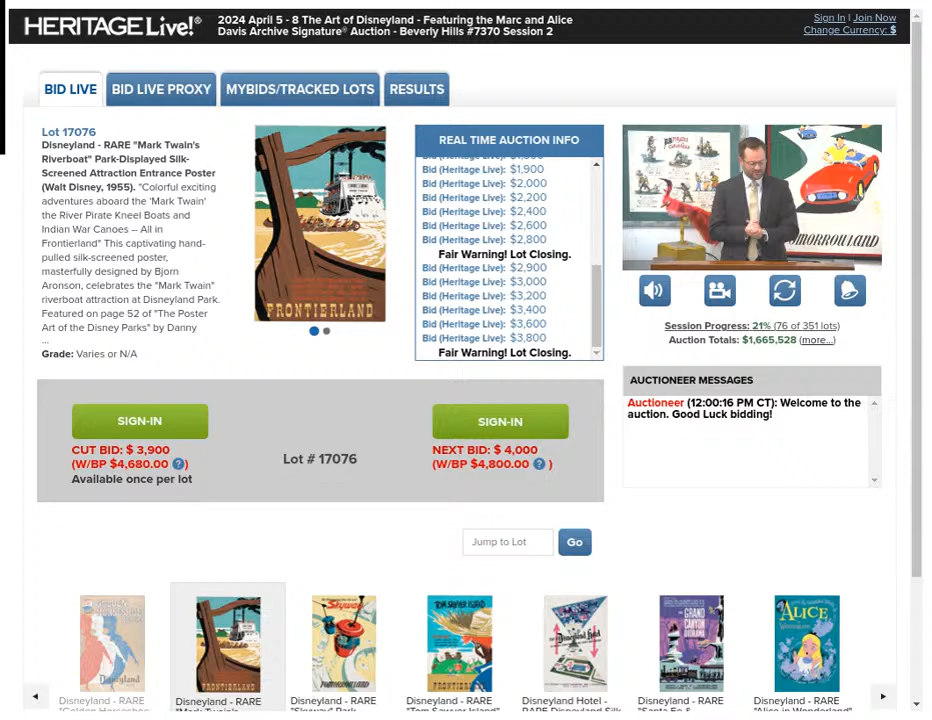 HERITAGE Live!®
2024 April 5 - 8 The Art of Disneyland - Featuring the Marc and Alice
Davis Archive Signature® Auction - Beverly Hills #7370 Session 2
Sign In | Join Now
Change Currency: $
BID LIVE
BID LIVE PROXY
MYBIDS/TRACKED LOTS
RESULTS
Lot 17076
Disneyland - RARE "Mark Twain's
Riverboat" Park-Displayed Silk-
Screened Attraction Entrance Poster
(Walt Disney, 1955). "Colorful exciting
adventures aboard the 'Mark Twain'
the River Pirate Kneel Boats and
Indian War Canoes -- All in
Frontierland" This captivating hand-
pulled silk-screened poster,
masterfully designed by Bjorn
Aronson, celebrates the "Mark Twain"
riverboat attraction at Disneyland Park.
Featured on page 52 of "The Poster
Art of the Disney Parks" by Danny
...
Grade: Varies or N/A
FRONTIERLAND
REAL TIME AUCTION INFO
Bid (Heritage Live): $1,900
Bid (Heritage Live): $2,000
Bid (Heritage Live): $2,200
Bid (Heritage Live): $2,400
Bid (Heritage Live): $2,600
Bid (Heritage Live): $2,800
Fair Warning! Lot Closing.
Bid (Heritage Live): $2,900
Bid (Heritage Live): $3,000
Bid (Heritage Live): $3,200
Bid (Heritage Live): $3,400
Bid (Heritage Live): $3,600
Bid (Heritage Live): $3,800
Fair Warning! Lot Closing.
Session Progress: 21% (76 of 351 lots)
Auction Totals: $1,665,528 (more...)
AUCTIONEER MESSAGES
Auctioneer (12:00:16 PM CT): Welcome to the
auction. Good Luck bidding!
SIGN-IN
CUT BID: $ 3,900
(W/BP $4,680.00 ?)
Available once per lot
Lot # 17076
SIGN-IN
NEXT BID: $ 4,000
(W/BP $4,800.00 ? )
Jump to Lot
Go
Skyway
TOM SAWYER ISLAND
Disneyland Hotel
GRAND CANYON DIORAMA
ALICE
Disneyland
FRONTIERLAND
TOMORROWLAND
Disneyland - RARE
"Golden Horseshoe
Disneyland - RARE
"Mark Twain's
Disneyland - RARE
"Skyway" Park-
Disneyland - RARE
"Tom Sawyer Island"
Disneyland Hotel -
RARE Disneyland Silk
Disneyland - RARE
"Santa Fe &
Disneyland - RARE
"Alice in Wonderland"